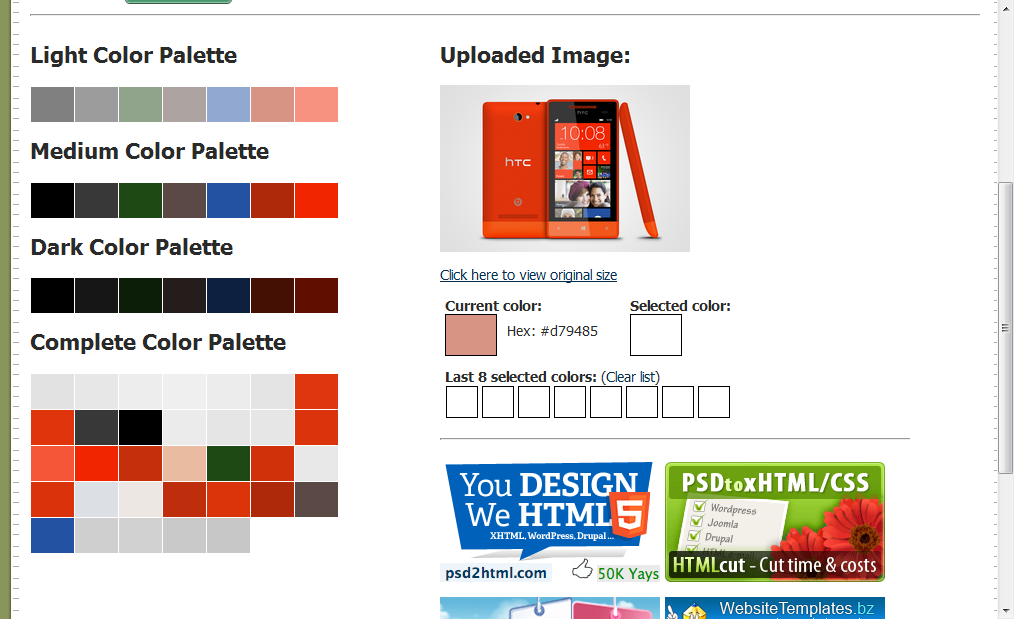 Light Color Palette
Medium Color Palette
Dark Color Palette
Complete Color Palette
Uploaded Image:
hTC
10:08
Click here to view original size
Current color:
Hex: #d79485
Selected color:
Last 8 selected colors: (Clear list)
You DESIGN
We HTML
5
XHTML, WordPress, Drupal ...
psd2html.com
50K Yays
PSDtoxHTML/CSS
Wordpress
Joomla
Drupal
HTMLcut - Cut time & costs
WebsiteTemplates.bz